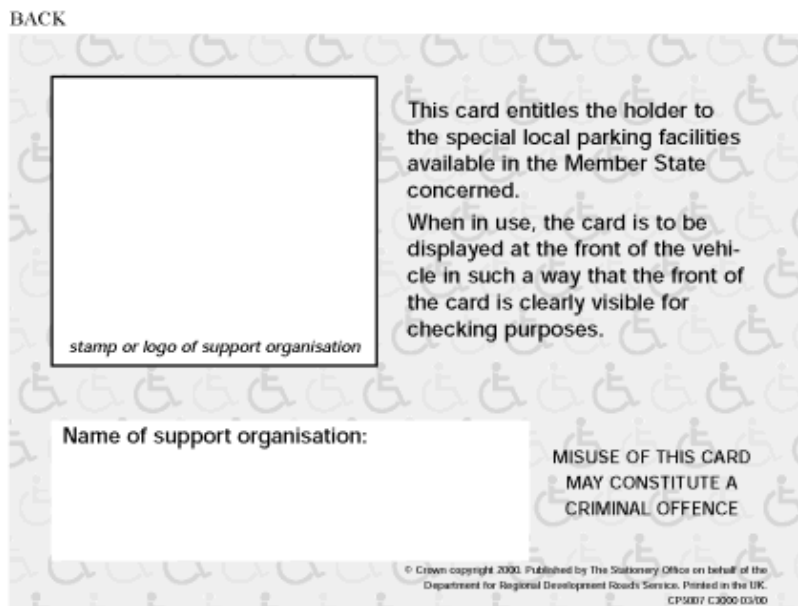 BACK
This card entitles the holder to
the special local parking facilities
available in the Member State
concerned.
When in use, the card is to be
displayed at the front of the vehi-
cle in such a way that the front of
the card is clearly visible for
checking purposes.
stamp or logo of support organisation
Name of support organisation:
MISUSE OF THIS CARD
MAY CONSTITUTE A
CRIMINAL OFFENCE
© Crown copyright 2000. Published by The Stationery Office on behalf of the
Department for Regional Development Roads Service. Printed in the UK.
CP5007 C3000 03/00